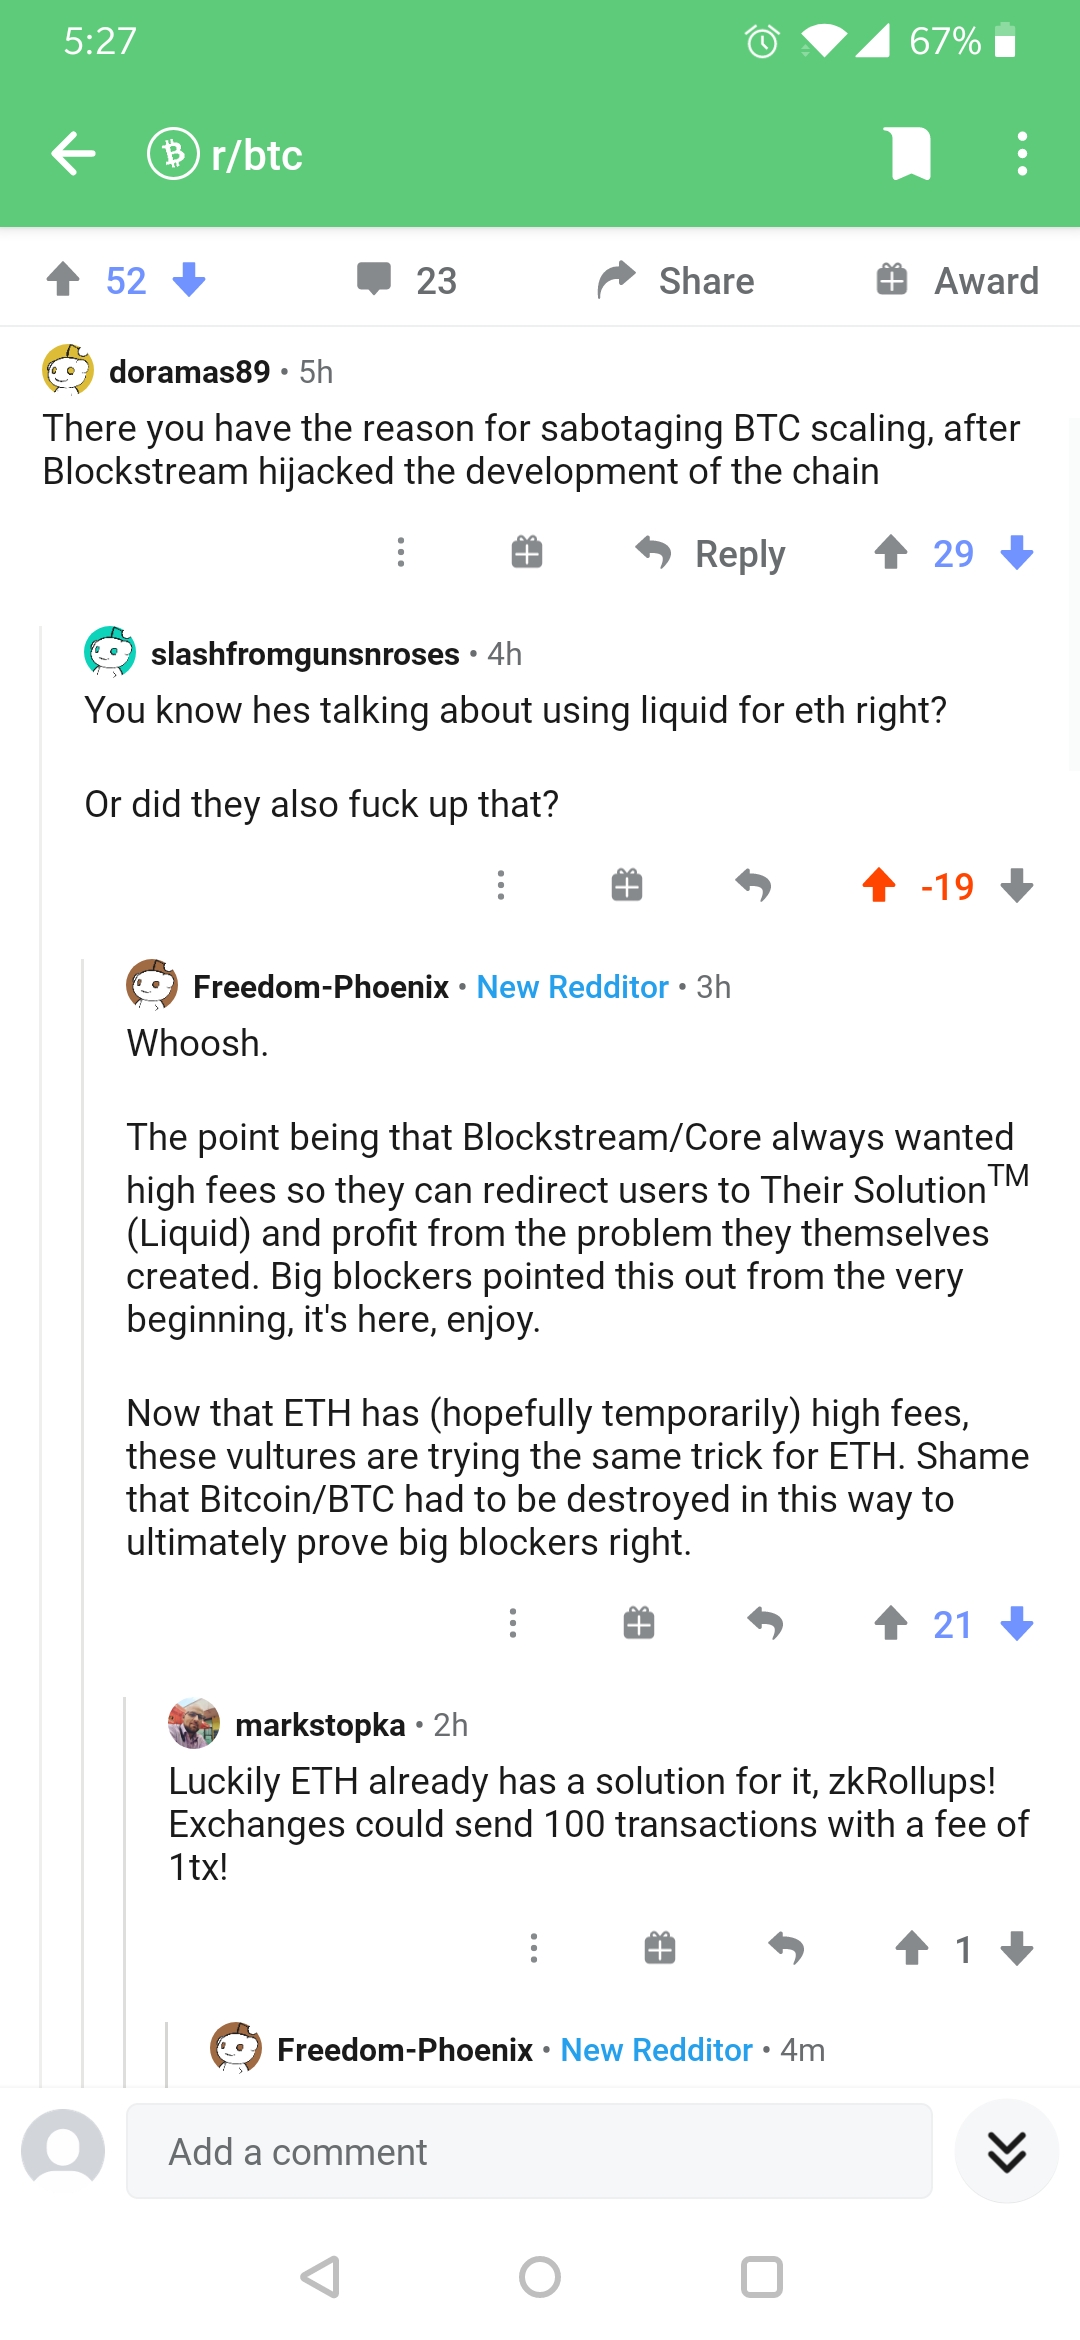 5:27
67%
r/btc
52
23
Share
Award
doramas89 • 5h
There you have the reason for sabotaging BTC scaling, after
Blockstream hijacked the development of the chain
Reply
29
slashfromgunsnroses • 4h
You know hes talking about using liquid for eth right?
Or did they also fuck up that?
-19
Freedom-Phoenix • New Redditor • 3h
Whoosh.
The point being that Blockstream/Core always wanted
high fees so they can redirect users to Their Solution™
(Liquid) and profit from the problem they themselves
created. Big blockers pointed this out from the very
beginning, it's here, enjoy.
Now that ETH has (hopefully temporarily) high fees,
these vultures are trying the same trick for ETH. Shame
that Bitcoin/BTC had to be destroyed in this way to
ultimately prove big blockers right.
21
markstopka • 2h
Luckily ETH already has a solution for it, zkRollups!
Exchanges could send 100 transactions with a fee of
1tx!
1
Freedom-Phoenix • New Redditor • 4m
Add a comment